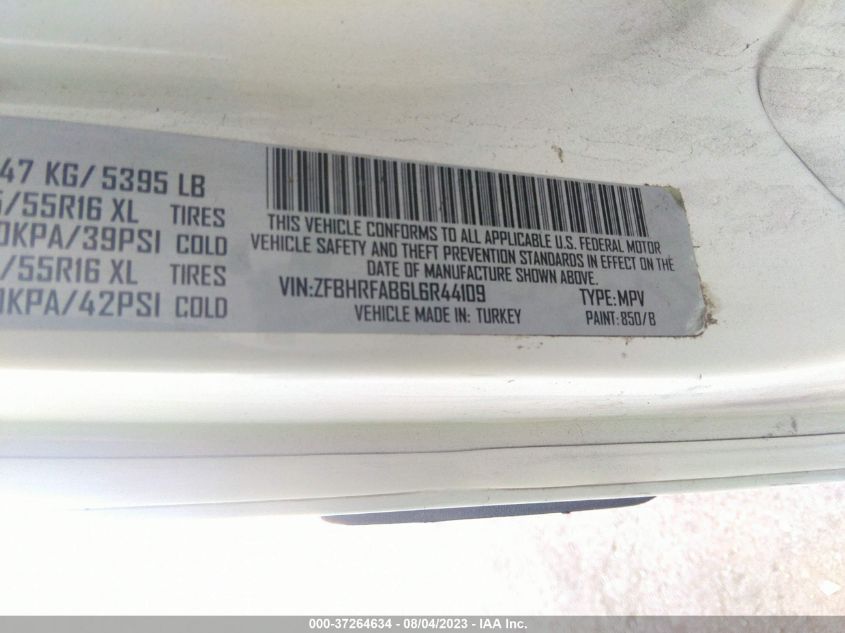 47 KG/ 5395 LB
/55R16 XL TIRES
KPA/39PSI COLD
/55R16 XL TIRES
KPA/42PSI COLD
THIS VEHICLE CONFORMS TO ALL APPLICABLE U.S. FEDERAL MOTOR
VEHICLE SAFETY AND THEFT PREVENTION STANDARDS IN EFFECT ON THE
DATE OF MANUFACTURE SHOWN ABOVE.
VIN:ZFBHRFAB6L6R44109 TYPE: MPV
VEHICLE MADE IN: TURKEY PAINT: 850/B
000-37264634 - 08/04/2023 - IAA Inc.